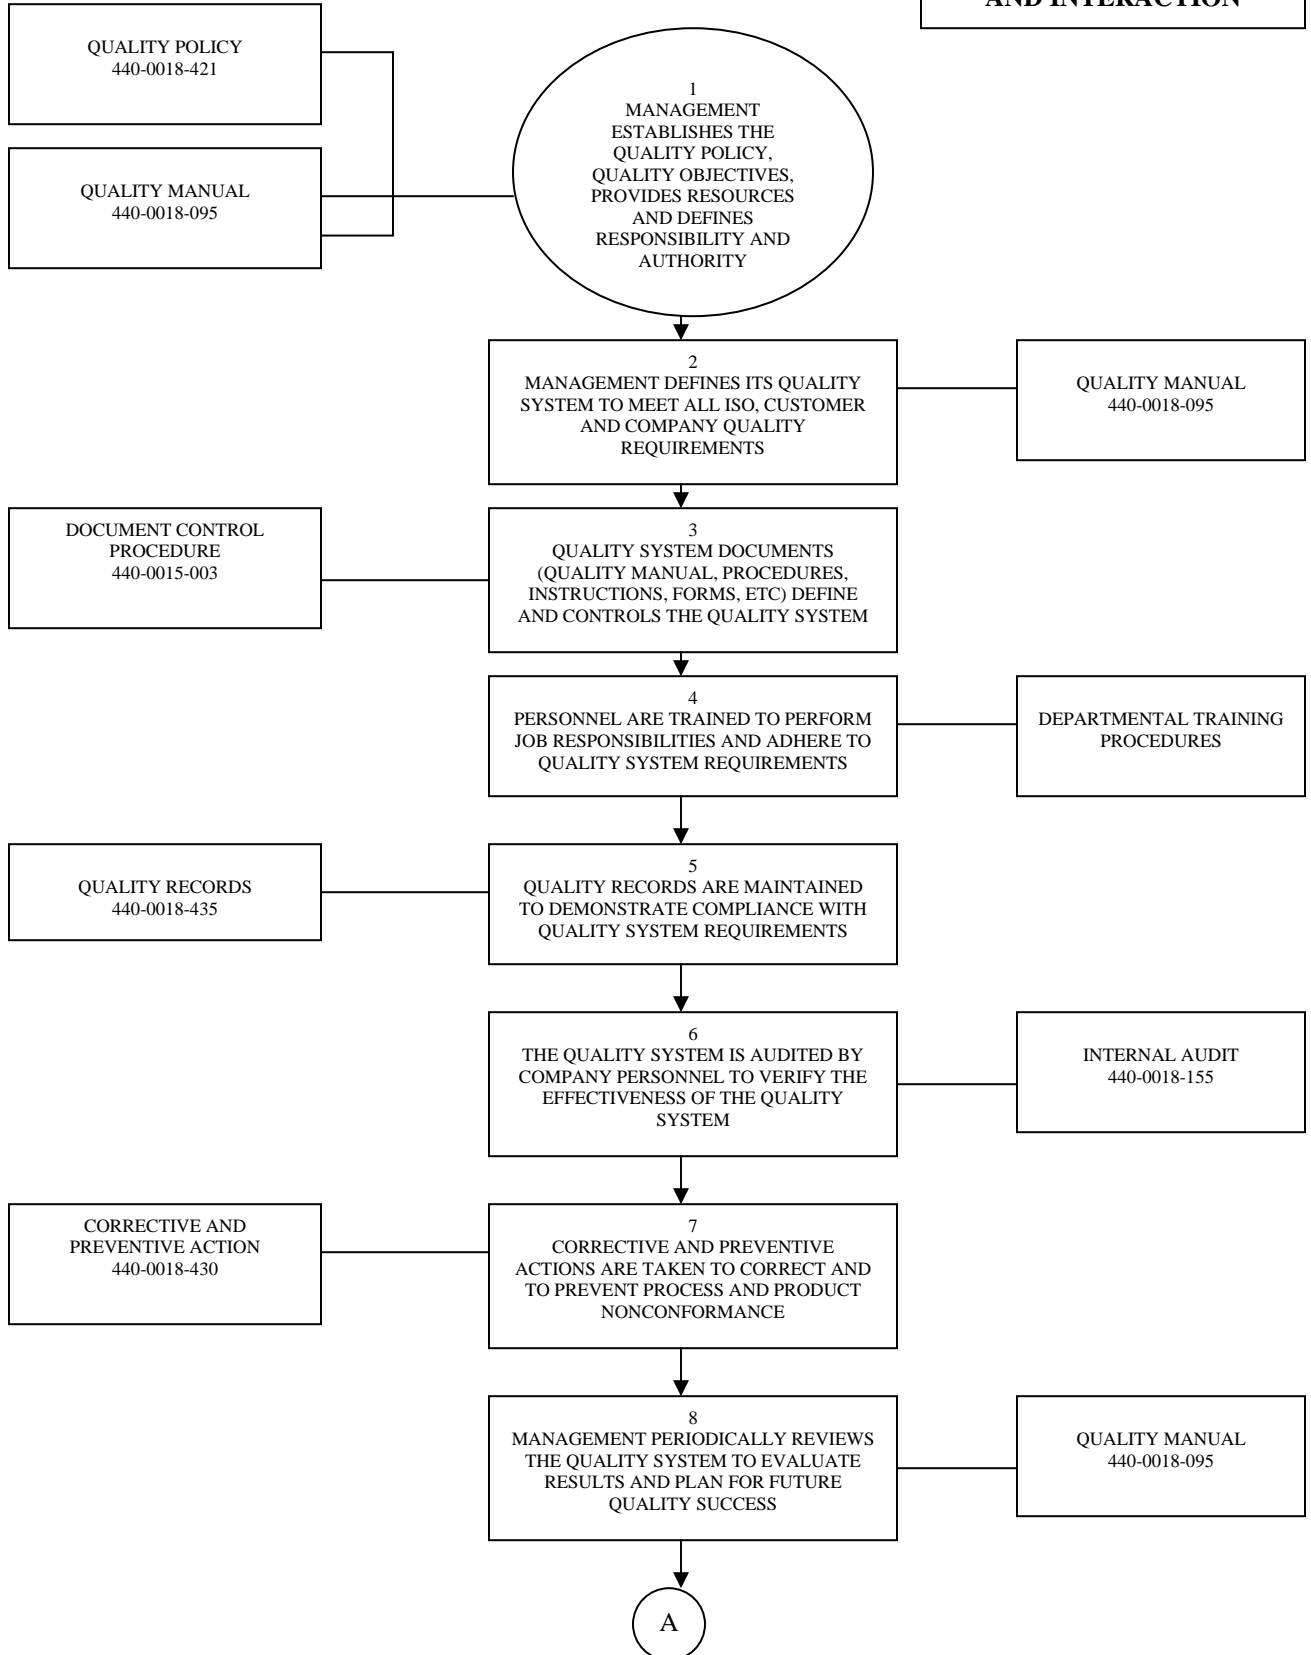 AND INTERACTION
QUALITY POLICY
440-0018-421
QUALITY MANUAL
440-0018-095
1
MANAGEMENT
ESTABLISHES THE
QUALITY POLICY,
QUALITY OBJECTIVES,
PROVIDES RESOURCES
AND DEFINES
RESPONSIBILITY AND
AUTHORITY
2
MANAGEMENT DEFINES ITS QUALITY
SYSTEM TO MEET ALL ISO, CUSTOMER
AND COMPANY QUALITY
REQUIREMENTS
QUALITY MANUAL
440-0018-095
DOCUMENT CONTROL
PROCEDURE
440-0015-003
3
QUALITY SYSTEM DOCUMENTS
(QUALITY MANUAL, PROCEDURES,
INSTRUCTIONS, FORMS, ETC) DEFINE
AND CONTROLS THE QUALITY SYSTEM
4
PERSONNEL ARE TRAINED TO PERFORM
JOB RESPONSIBILITIES AND ADHERE TO
QUALITY SYSTEM REQUIREMENTS
DEPARTMENTAL TRAINING
PROCEDURES
QUALITY RECORDS
440-0018-435
5
QUALITY RECORDS ARE MAINTAINED
TO DEMONSTRATE COMPLIANCE WITH
QUALITY SYSTEM REQUIREMENTS
6
THE QUALITY SYSTEM IS AUDITED BY
COMPANY PERSONNEL TO VERIFY THE
EFFECTIVENESS OF THE QUALITY
SYSTEM
INTERNAL AUDIT
440-0018-155
CORRECTIVE AND
PREVENTIVE ACTION
440-0018-430
7
CORRECTIVE AND PREVENTIVE
ACTIONS ARE TAKEN TO CORRECT AND
TO PREVENT PROCESS AND PRODUCT
NONCONFORMANCE
8
MANAGEMENT PERIODICALLY REVIEWS
THE QUALITY SYSTEM TO EVALUATE
RESULTS AND PLAN FOR FUTURE
QUALITY SUCCESS
QUALITY MANUAL
440-0018-095
A